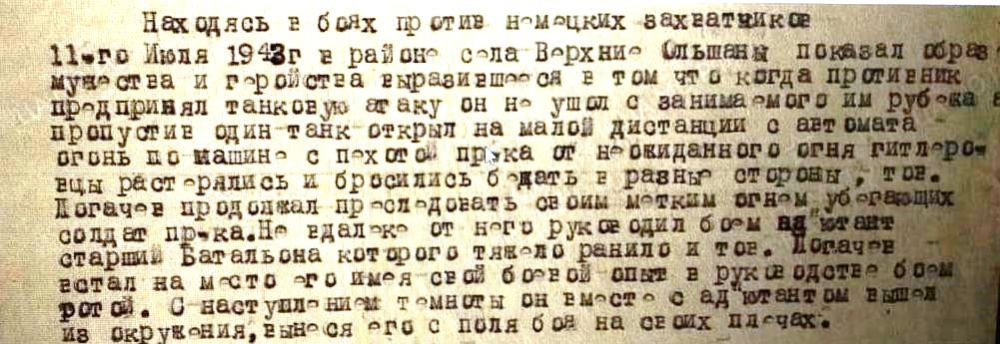 Находясь в боях против немецких захватчиков
11-го Июля 1943г в районе села Верхние Ольшаны показал образ
мужества и геройства выразившееся в том что когда противник
предпринял танковую атаку он не ушел с занимаемого им рубежа и
пропустив один танк открыл на малой дистанции с автомата
огонь по машине с пехотой пр-ка от неожиданного огня гитлеро-
вцы растерялись и бросились бежать в разные стороны, тов.
Логачев продолжал преследовать своим метким огнем убегающих
солдат пр-ка. Не вдалеке от него руководил боем ад"ютант
старший Батальона которого тяжело ранило и тов. Логачев
встал на место его имея свой боевой опыт в руководстве боем
ротой. С наступлением темноты он вместе с ад"ютантом вышел
из окружения, вынеся его с поля боя на своих плечах.